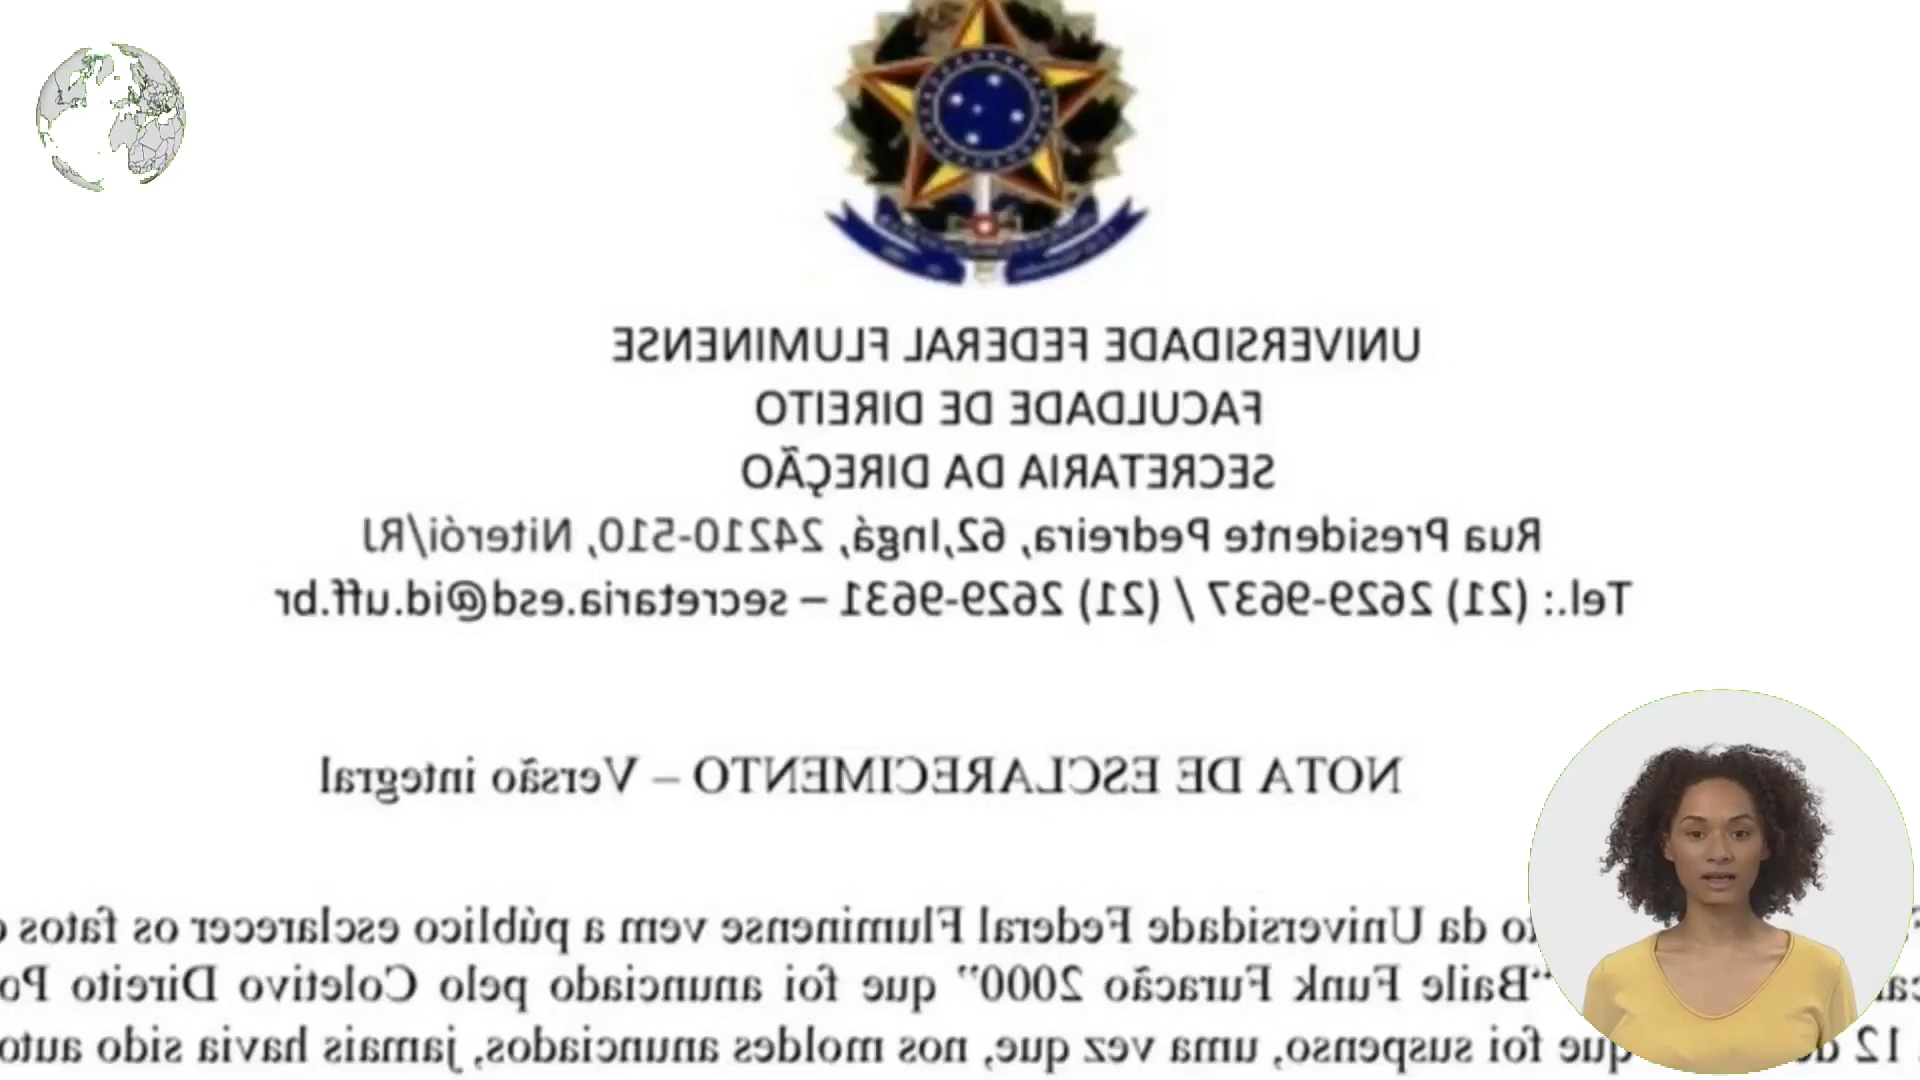 UNIVERSIDADE FEDERAL FLUMINENSE
FACULDADE DE DIREITO
SECRETARIA DA DIREÇÃO
Rua Presidente Pedreira, 62,Ingá, 24210-510, Niterói/RJ
Tel.: (21) 2629-9637 / (21) 2629-9631 – secretaria.esd@id.uff.br
NOTA DE ESCLARECIMENTO – Versão integral
da Universidade Federal Fluminense vem a público esclarecer os fatos
“Baile Funk Furacão 2000” que foi anunciado pelo Coletivo Direito
12 que foi suspenso, uma vez que, nos moldes anunciados, jamais havia sido